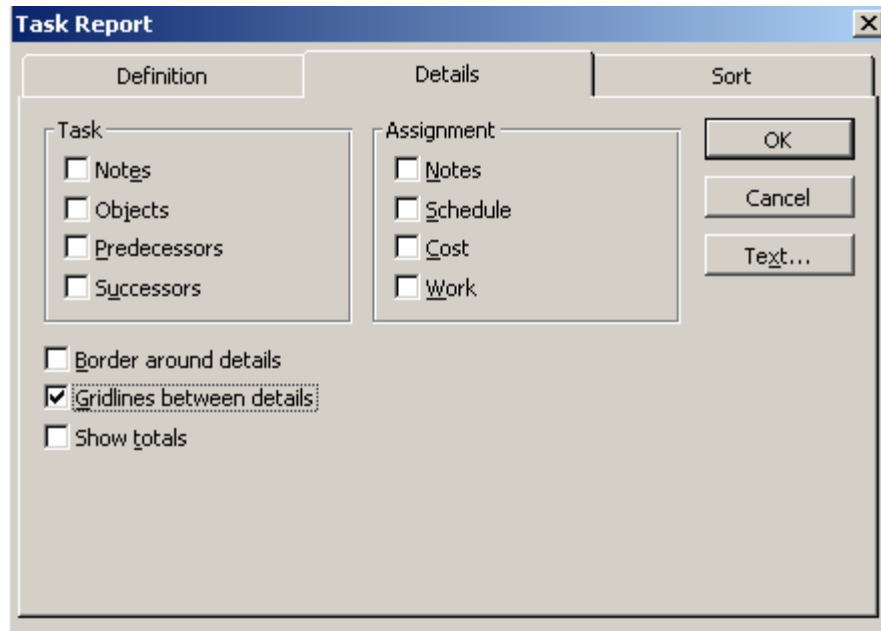 Task Report
Definition
Details
Sort
Task
Notes
Objects
Predecessors
Successors
Assignment
Notes
Schedule
Cost
Work
OK
Cancel
Text...
Border around details
Gridlines between details
Show totals